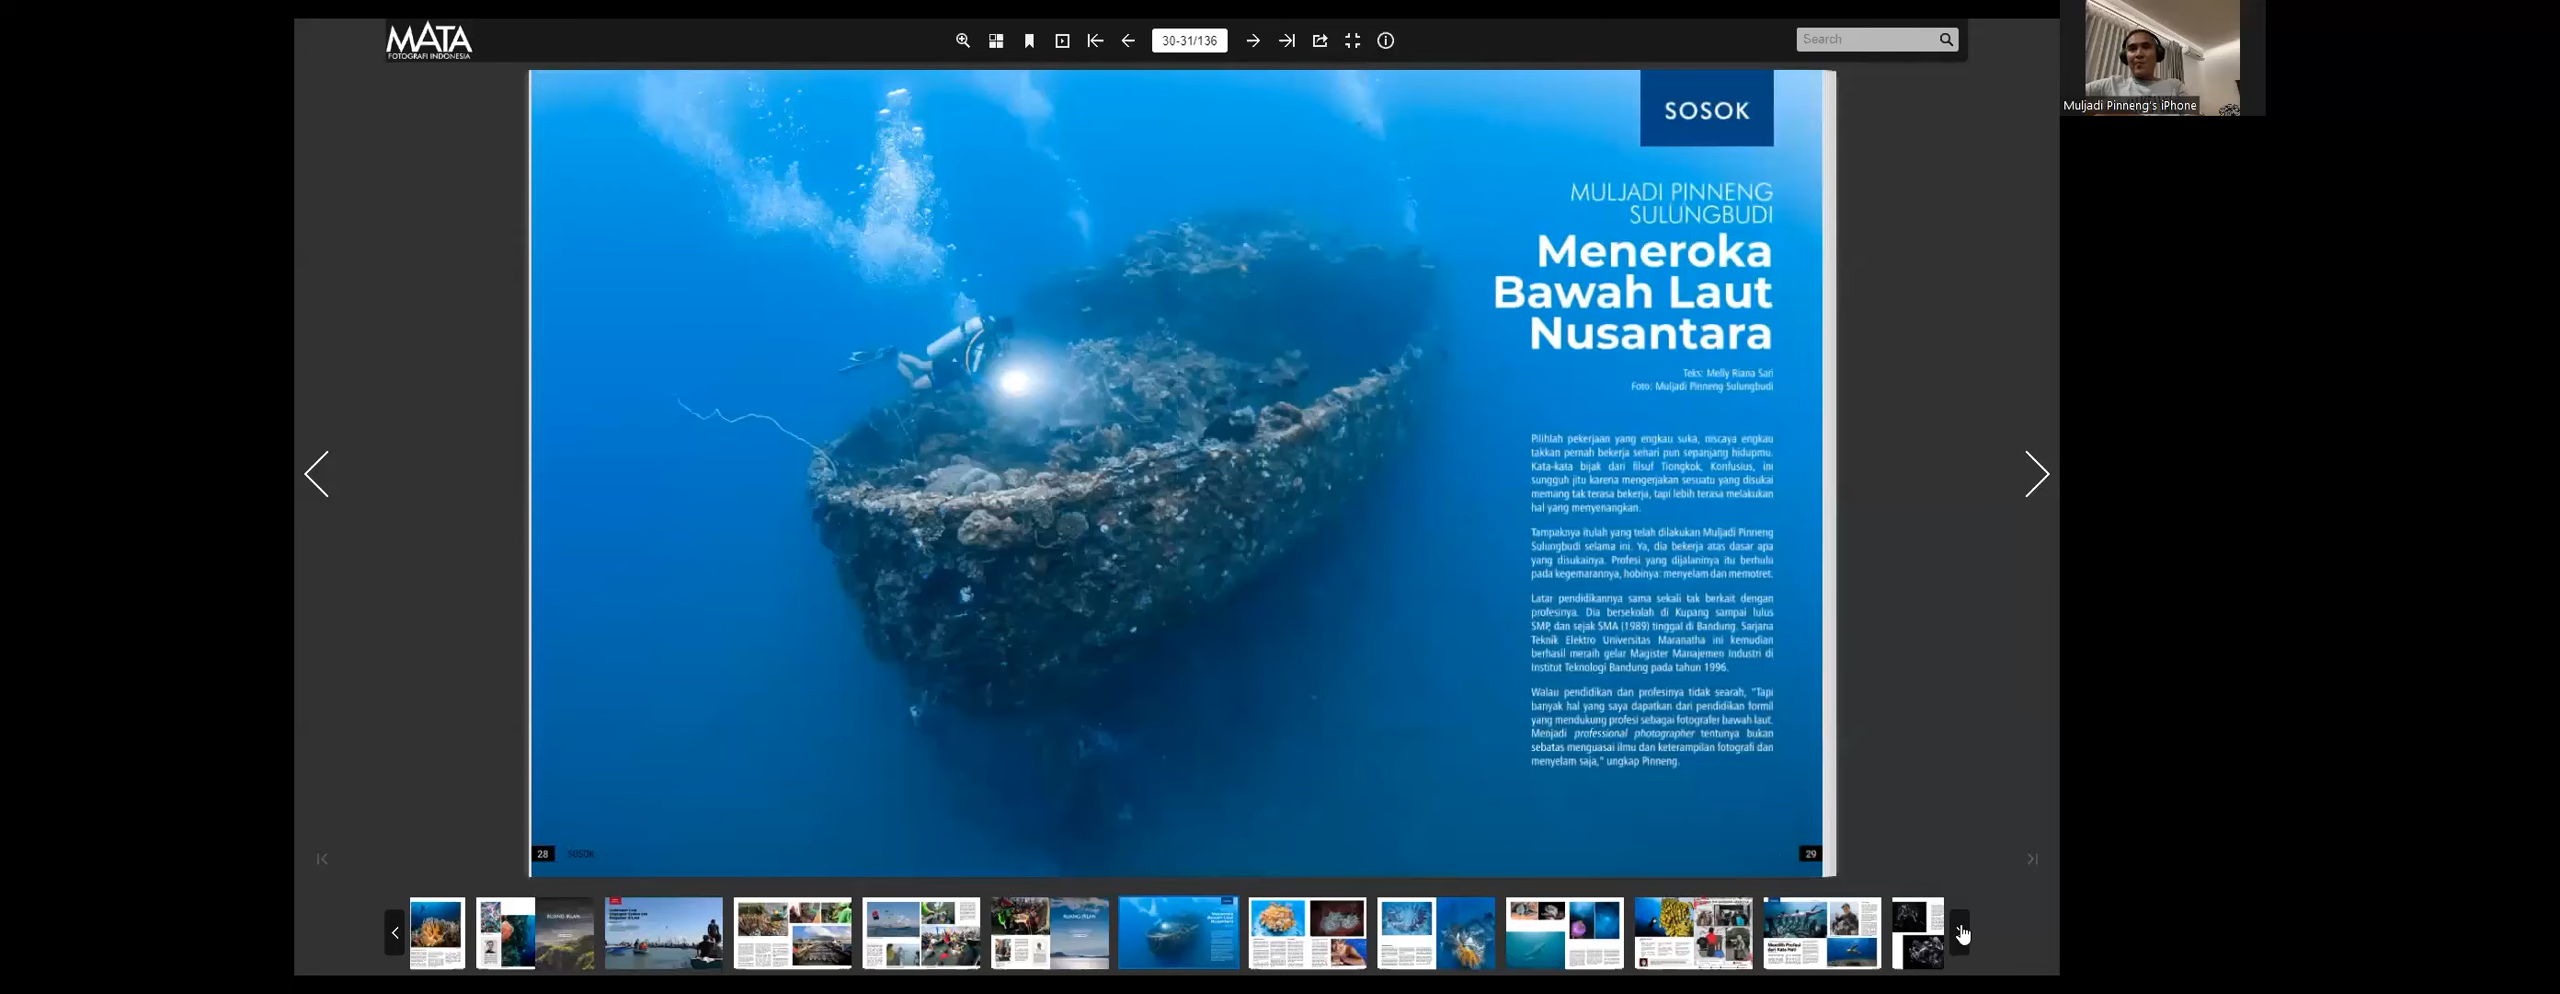 MATA
FOTOGRAFI INDONESIA
30-31/136
Search
Muljadi Pinneng's iPhone
SOSOK
MULJADI PINNENG
SULUNGBUDI
Meneroka
Bawah Laut
Nusantara
Teks: Melly Riana Sari
Foto: Muljadi Pinneng Sulungbudi
Pilihlah pekerjaan yang engkau suka, niscaya engkau
takkan pernah bekerja sehari pun sepanjang hidupmu.
Kata-kata bijak dari filsuf Tiongkok, Konfusius, ini
sungguh jitu karena mengerjakan sesuatu yang disukai
memang tak terasa bekerja, tapi lebih terasa melakukan
hal yang menyenangkan.
Tampaknya itulah yang telah dilakukan Muljadi Pinneng
Sulungbudi selama ini. Ya, dia bekerja atas dasar apa
yang disukainya. Profesi yang dijalaninya itu berhulu
pada kegemarannya, hobinya: menyelam dan memotret.
Latar pendidikannya sama sekali tak berkait dengan
profesinya. Dia bersekolah di Kupang sampai lulus
SMP, dan sejak SMA (1989) tinggal di Bandung. Sarjana
Teknik Elektro Universitas Maranatha ini kemudian
berhasil meraih gelar Magister Manajemen Industri di
Institut Teknologi Bandung pada tahun 1996.
Walau pendidikan dan profesinya tidak searah, "Tapi
banyak hal yang saya dapatkan dari pendidikan formil
yang mendukung profesi sebagai fotografer bawah laut.
Menjadi professional photographer tentunya bukan
sebatas menguasai ilmu dan keterampilan fotografi dan
menyelam saja," ungkap Pinneng.
28 SOSOK
29
RUANG IKLAN
RUANG IKLAN
Meneroka
Bawah Laut
Nusantara